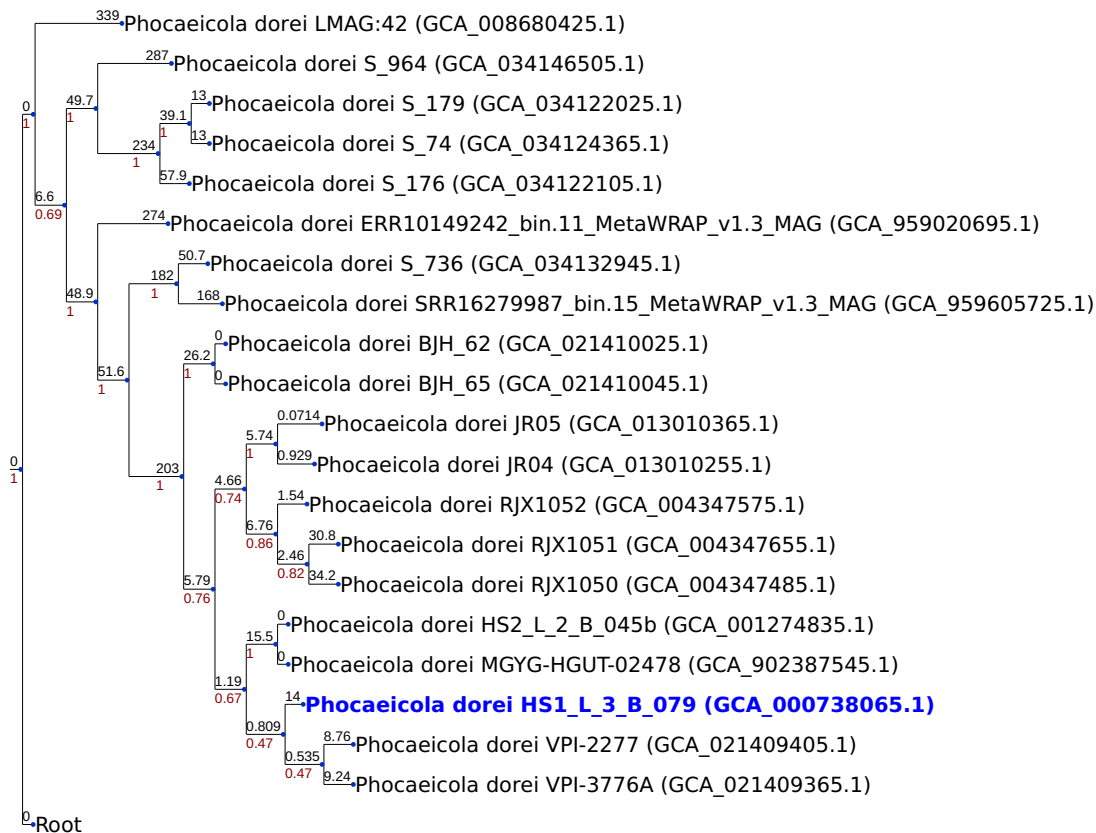 339 Phocaeicola dorei LMAG:42 (GCA_008680425.1)
287 Phocaeicola dorei S_964 (GCA_034146505.1)
49.7
1
13 Phocaeicola dorei S_179 (GCA_034122025.1)
0
1
39.1
1
13 Phocaeicola dorei S_74 (GCA_034124365.1)
234
1
57.9 Phocaeicola dorei S_176 (GCA_034122105.1)
6.6
0.69
274 Phocaeicola dorei ERR10149242_bin.11_MetaWRAP_v1.3_MAG (GCA_959020695.1)
50.7 Phocaeicola dorei S_736 (GCA_034132945.1)
182
1
48.9
1
168 Phocaeicola dorei SRR16279987_bin.15_MetaWRAP_v1.3_MAG (GCA_959605725.1)
0 Phocaeicola dorei BJH_62 (GCA_021410025.1)
26.2
1
51.6
1
0 Phocaeicola dorei BJH_65 (GCA_021410045.1)
0.0714 Phocaeicola dorei JR05 (GCA_013010365.1)
5.74
1
0.929 Phocaeicola dorei JR04 (GCA_013010255.1)
0
1
203
1
4.66
0.74
1.54 Phocaeicola dorei RJX1052 (GCA_004347575.1)
6.76
0.86
30.8 Phocaeicola dorei RJX1051 (GCA_004347655.1)
2.46
0.82
34.2 Phocaeicola dorei RJX1050 (GCA_004347485.1)
5.79
0.76
0 Phocaeicola dorei HS2_L_2_B_045b (GCA_001274835.1)
15.5
1
0 Phocaeicola dorei MGYG-HGUT-02478 (GCA_902387545.1)
1.19
0.67
14 Phocaeicola dorei HS1_L_3_B_079 (GCA_000738065.1)
0.809
0.47
8.76 Phocaeicola dorei VPI-2277 (GCA_021409405.1)
0.535
0.47
9.24 Phocaeicola dorei VPI-3776A (GCA_021409365.1)
0 Root